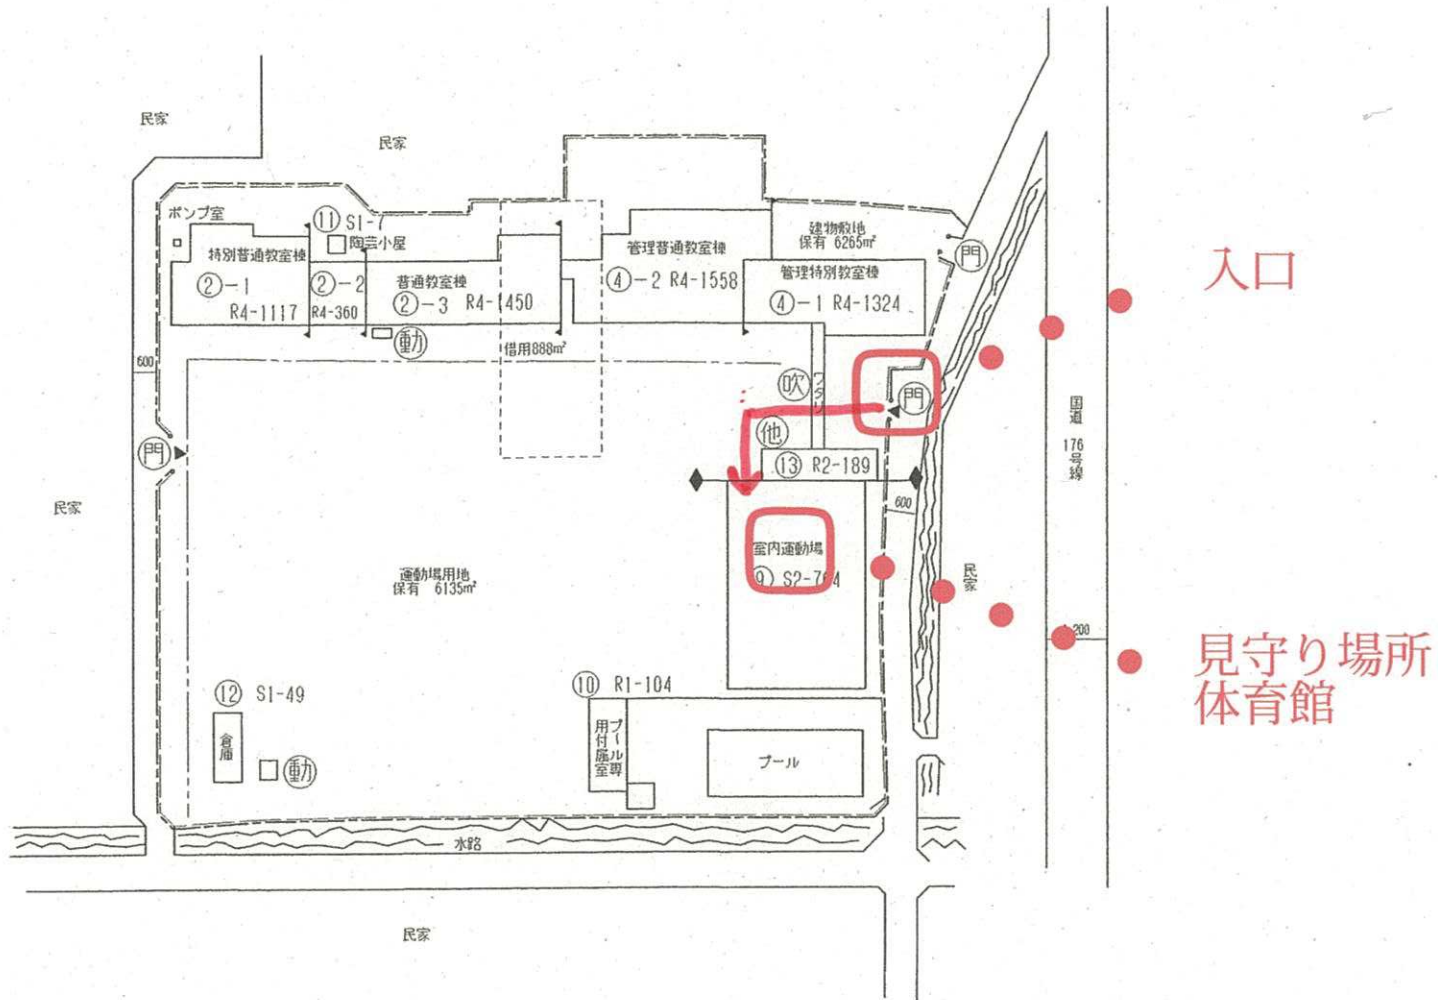 民家
民家
ポンプ室
⑪ S1-7
陶芸小屋
特別普通教室棟
②-1
R4-1117
②-2
R4-360
普通教室棟
②-3 R4-1450
動
借用888m²
管理普通教室棟
④-2 R4-1558
建物敷地
保有 6265m²
管理特別教室棟
④-1 R4-1324
門
入口
600
吹
ワタリ
門
他
⑬ R2-189
国道 176号線
門
民家
600
室内運動場
⑨ S2-764
運動場用地
保有 6135m²
民家
200
見守り場所
体育館
⑫ S1-49
倉庫
動
⑩ R1-104
プール専
用付属室
プール
水路
民家